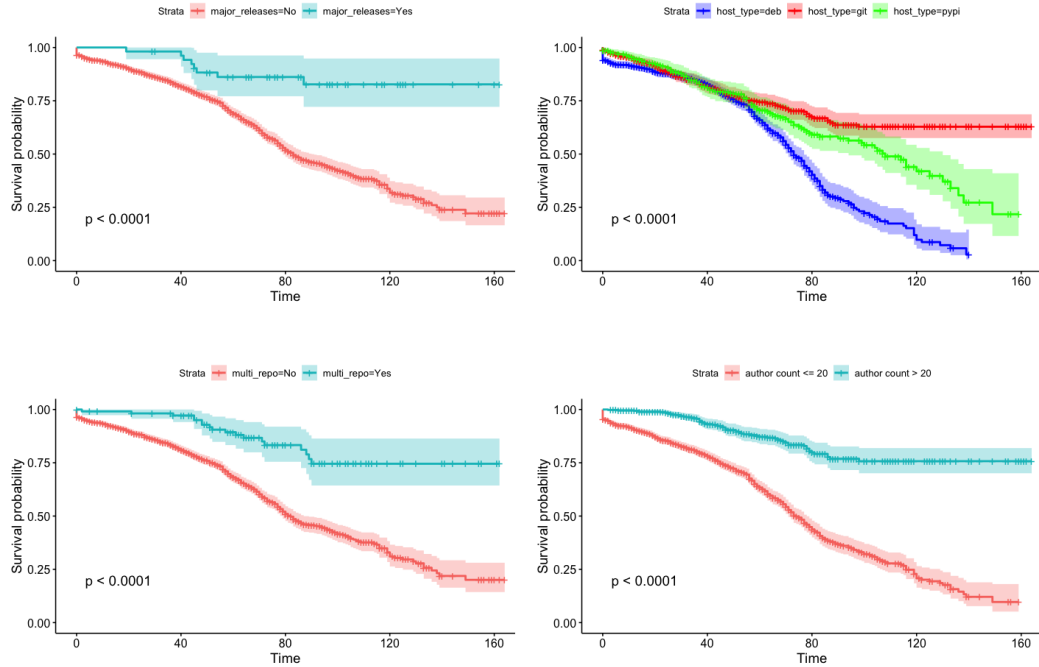 Strata major_releases=No major_releases=Yes
1.00
0.75
0.50
0.25
0.00
Survival probability
p < 0.0001
0 40 80 120 160
Time
Strata host_type=deb host_type=git host_type=pypi
1.00
0.75
0.50
0.25
0.00
Survival probability
p < 0.0001
0 40 80 120 160
Time
Strata multi_repo=No multi_repo=Yes
1.00
0.75
0.50
0.25
0.00
Survival probability
p < 0.0001
0 40 80 120 160
Time
Strata author count <= 20 author count > 20
1.00
0.75
0.50
0.25
0.00
Survival probability
p < 0.0001
0 40 80 120 160
Time